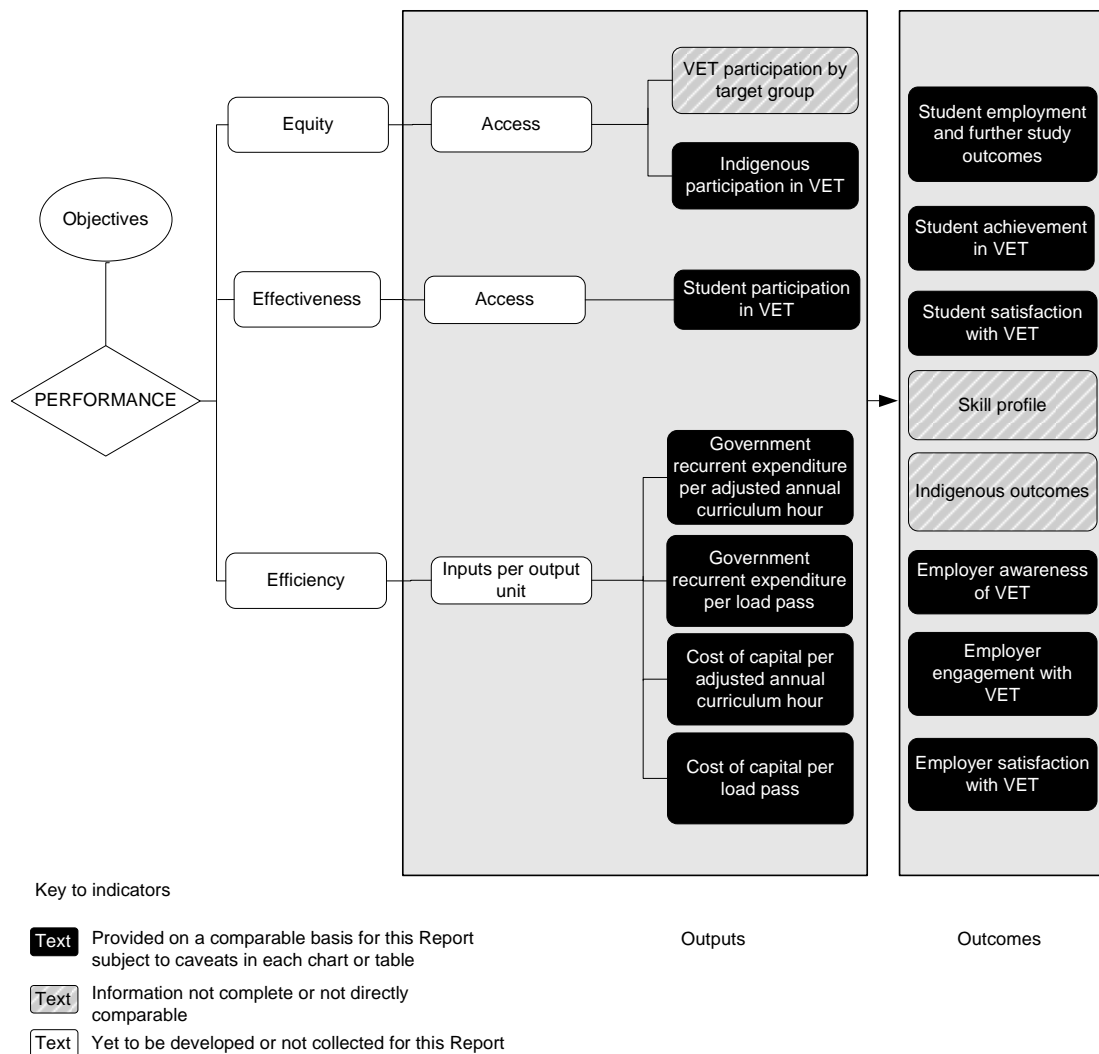 Objectives
PERFORMANCE
Equity
Access
VET participation by
target group
Indigenous
participation in VET
Effectiveness
Access
Student participation
in VET
Efficiency
Inputs per output
unit
Government
recurrent expenditure
per adjusted annual
curriculum hour
Government
recurrent expenditure
per load pass
Cost of capital per
adjusted annual
curriculum hour
Cost of capital per
load pass
Student employment
and further study
outcomes
Student achievement
in VET
Student satisfaction
with VET
Skill profile
Indigenous outcomes
Employer awareness
of VET
Employer
engagement with
VET
Employer satisfaction
with VET
Key to indicators
Text
Provided on a comparable basis for this Report
subject to caveats in each chart or table
Text
Information not complete or not directly
comparable
Text
Yet to be developed or not collected for this Report
Outputs
Outcomes